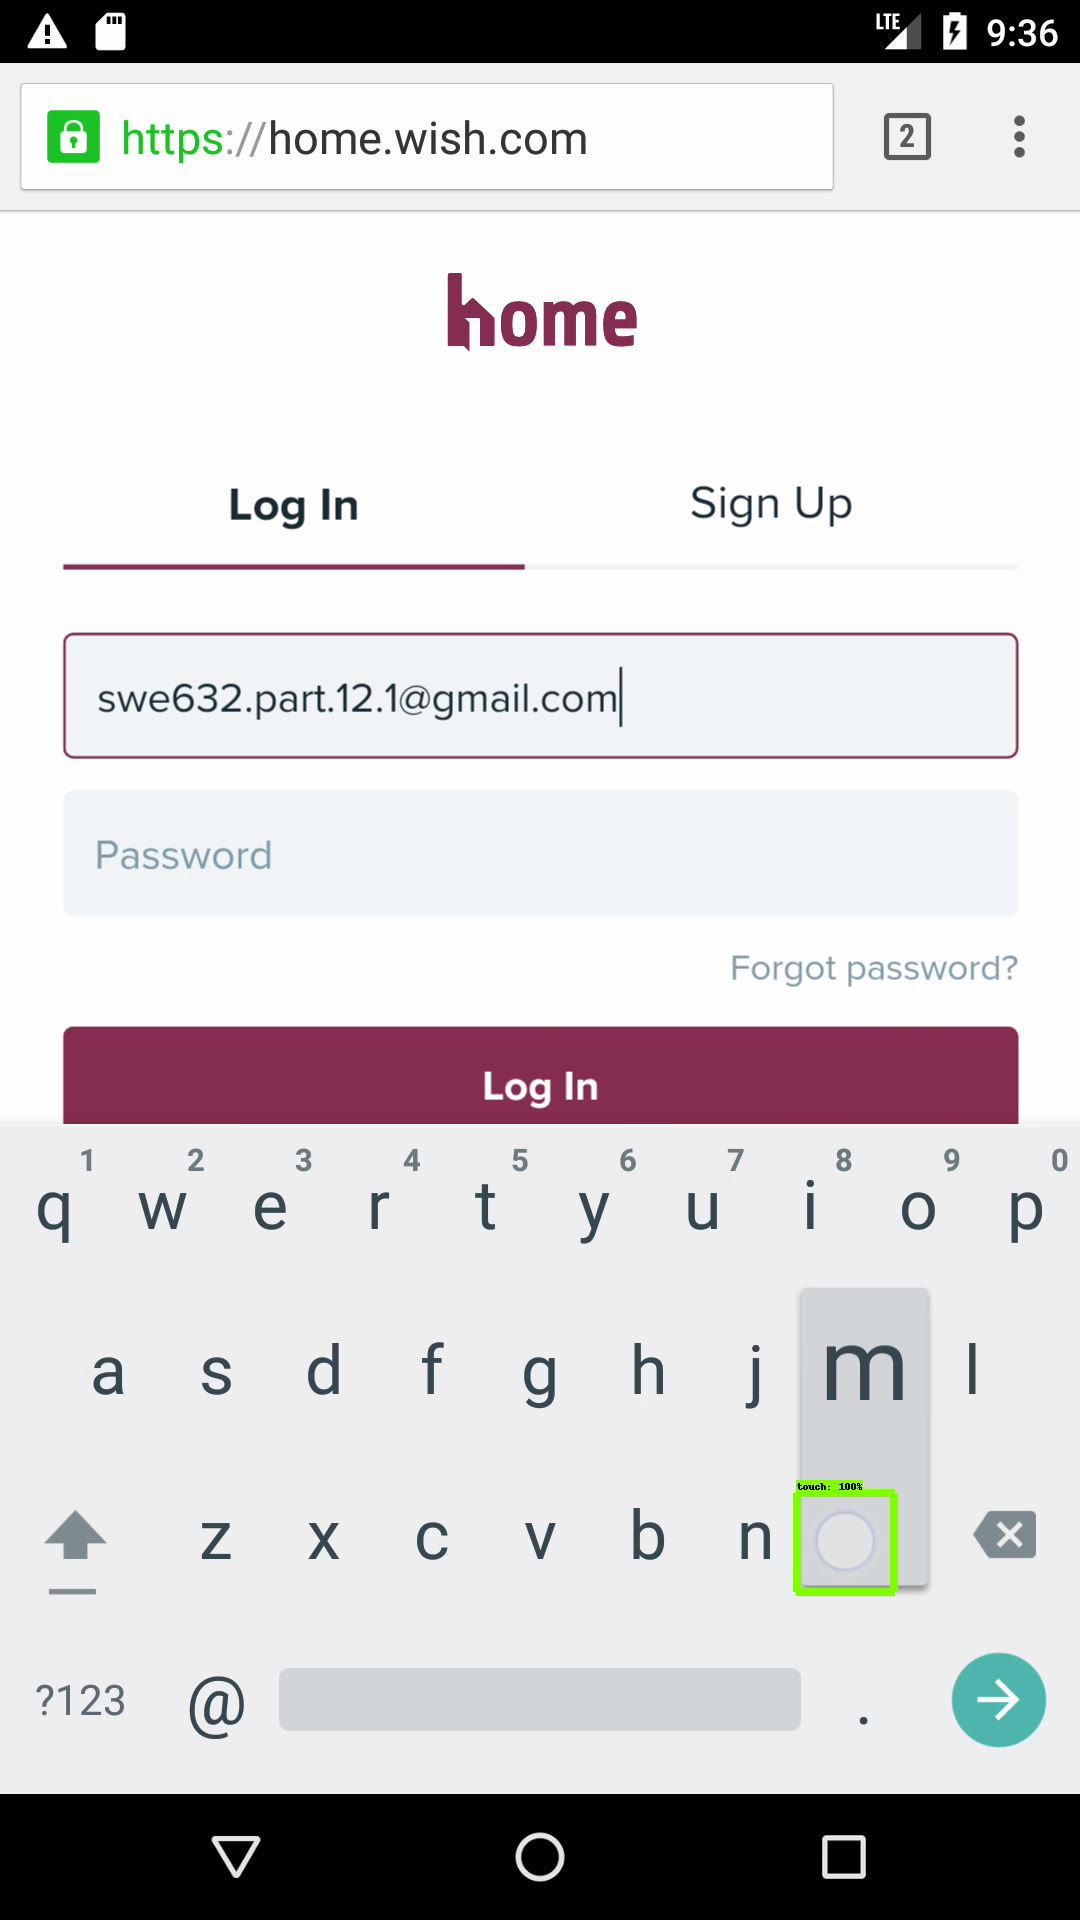 LTE 9:36
https://home.wish.com 2
home
Log In Sign Up
swe632.part.12.1@gmail.com
Password
Forgot password?
Log In
1 2 3 4 5 6 7 8 9 0
q w e r t y u i o p
a s d f g h j m l
touch: 100%
z x c v b n
?123 @ .